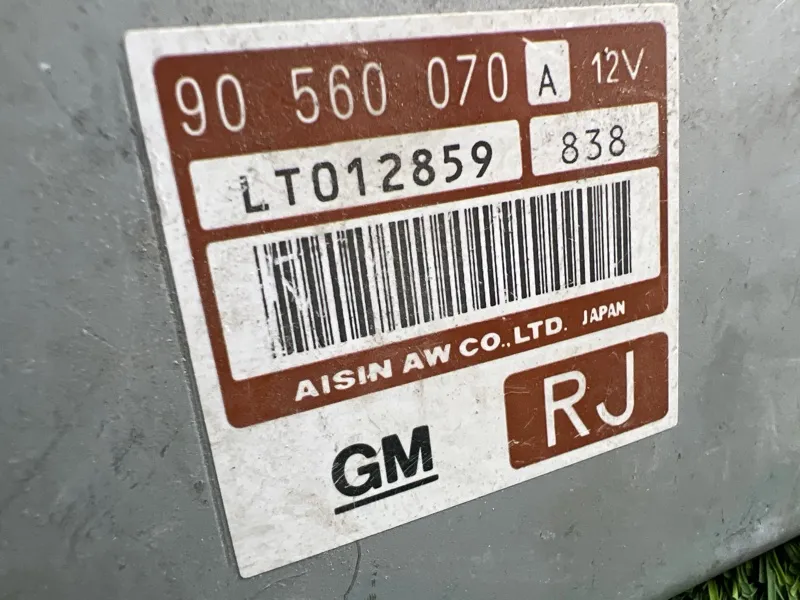 90 560 070 A 12V
LT012859 838
AISIN AW CO.,LTD. JAPAN
GM RJ